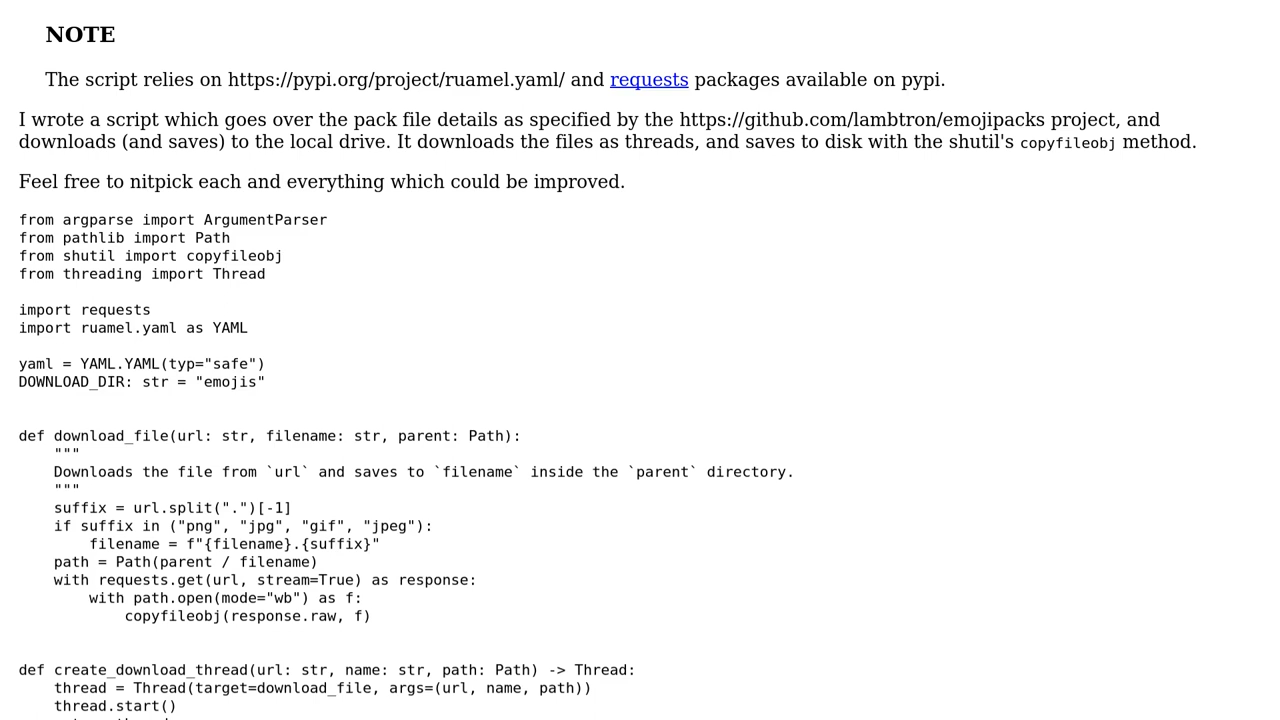 NOTE
The script relies on https://pypi.org/project/ruamel.yaml/ and requests packages available on pypi.
I wrote a script which goes over the pack file details as specified by the https://github.com/lambtron/emojipacks project, and
downloads (and saves) to the local drive. It downloads the files as threads, and saves to disk with the shutil's copyfileobj method.
Feel free to nitpick each and everything which could be improved.
from argparse import ArgumentParser
from pathlib import Path
from shutil import copyfileobj
from threading import Thread
import requests
import ruamel.yaml as YAML
yaml = YAML.YAML(typ="safe")
DOWNLOAD_DIR: str = "emojis"
def download_file(url: str, filename: str, parent: Path):
    """
    Downloads the file from `url` and saves to `filename` inside the `parent` directory.
    """
    suffix = url.split(".")[-1]
    if suffix in ("png", "jpg", "gif", "jpeg"):
        filename = f"{filename}.{suffix}"
    path = Path(parent / filename)
    with requests.get(url, stream=True) as response:
        with path.open(mode="wb") as f:
            copyfileobj(response.raw, f)
def create_download_thread(url: str, name: str, path: Path) -> Thread:
    thread = Thread(target=download_file, args=(url, name, path))
    thread.start()